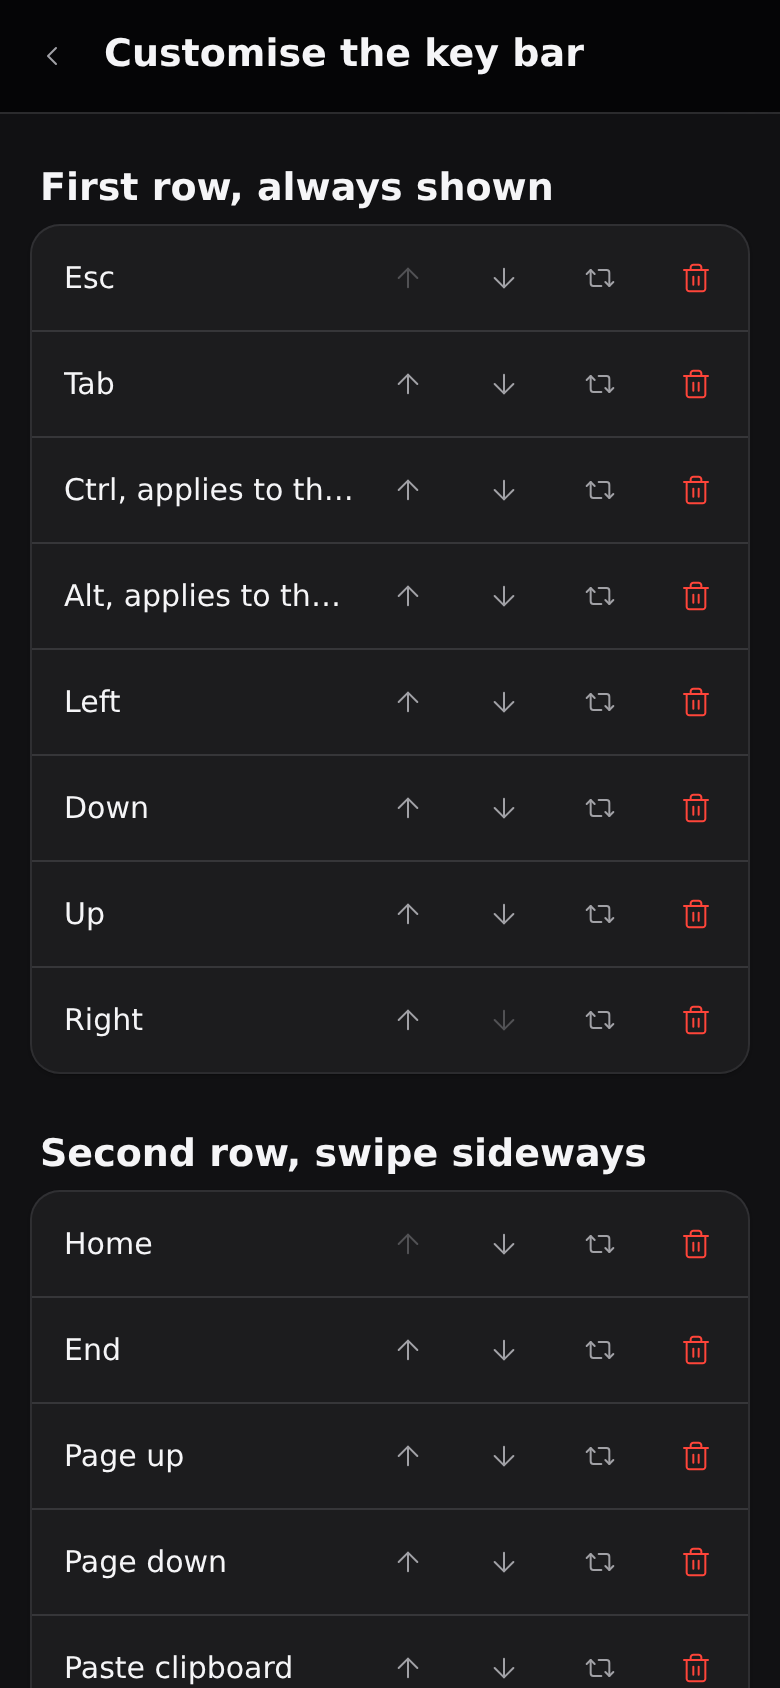 Customise the key bar
First row, always shown
Esc
Tab
Ctrl, applies to th...
Alt, applies to th...
Left
Down
Up
Right
Second row, swipe sideways
Home
End
Page up
Page down
Paste clipboard